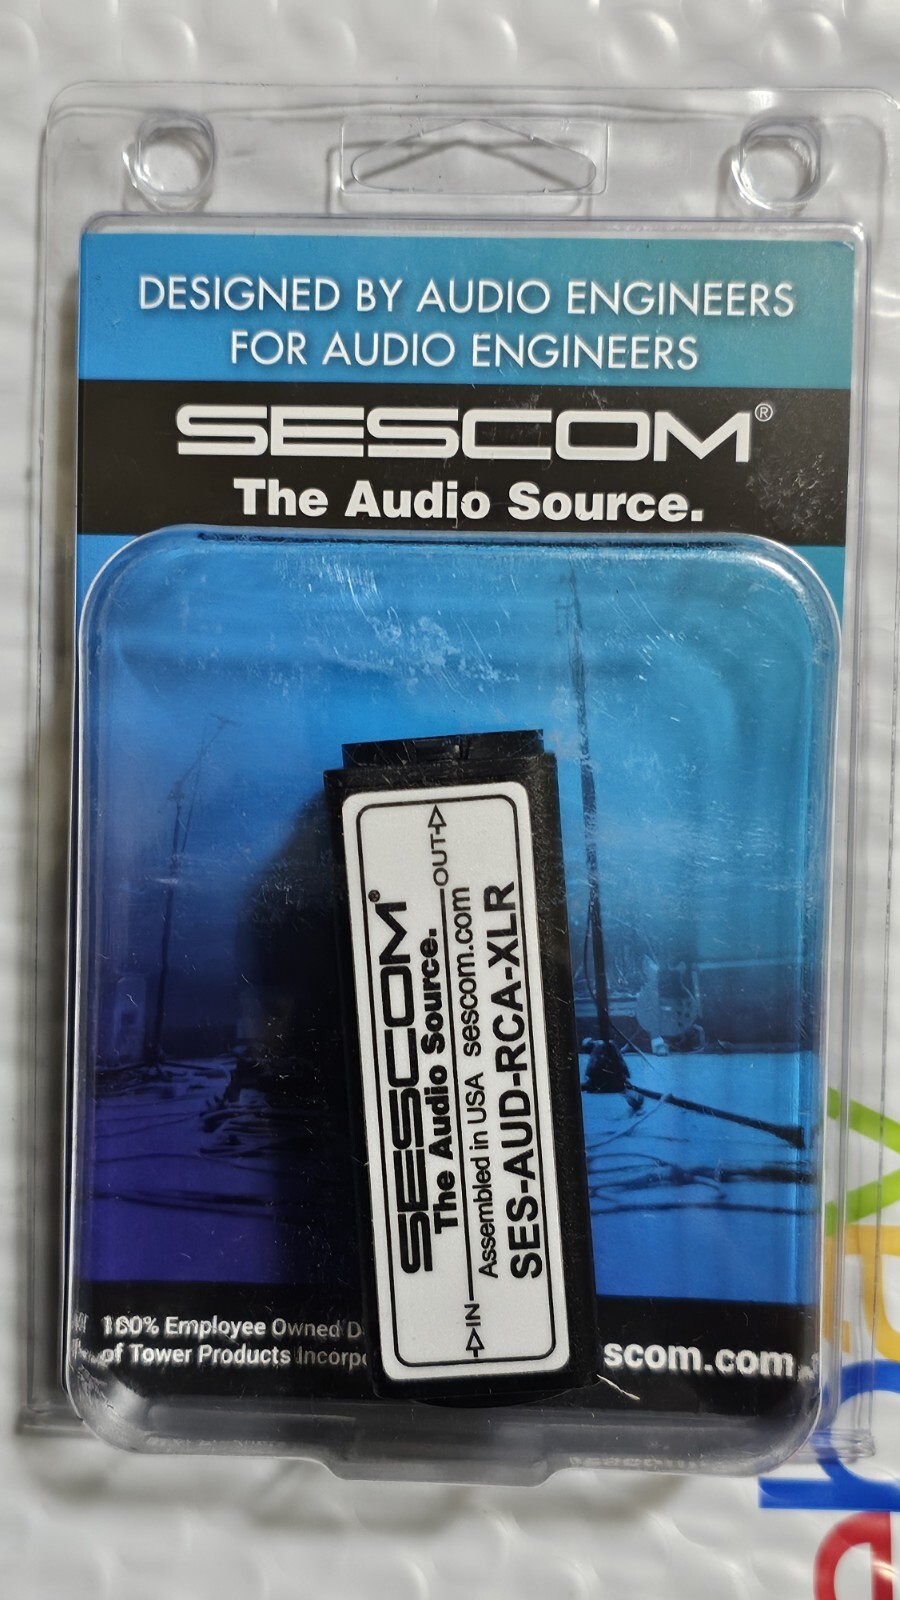 DESIGNED BY AUDIO ENGINEERS
FOR AUDIO ENGINEERS
SESCOM®
The Audio Source.
SESCOM®
The Audio Source.
IN OUT
Assembled in USA sescom.com
SES-AUD-RCA-XLR
Employee Owned D
of Tower Products Incorp
scom.com